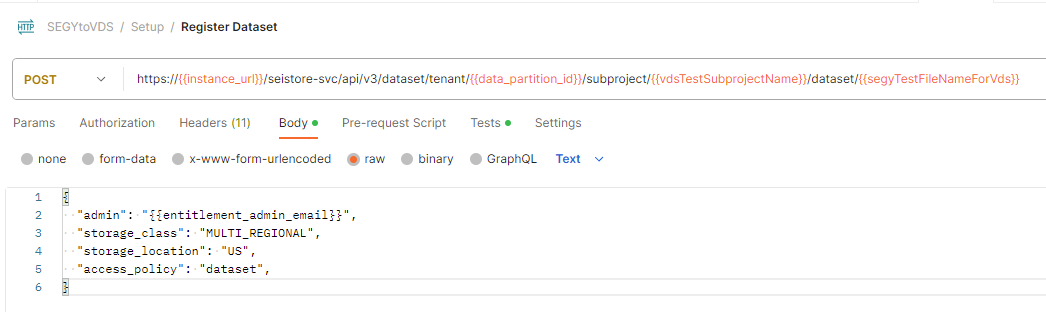 HTTP SEGYtoVDS / Setup / Register Dataset
POST https://{{instance_url}}/seistore-svc/api/v3/dataset/tenant/{{data_partition_id}}/subproject/{{vdsTestSubprojectName}}/dataset/{{segyTestFileNameForVds}}
Params Authorization Headers (11) Body Pre-request Script Tests Settings
none form-data x-www-form-urlencoded raw binary GraphQL Text
1 {
2 "admin": "{{entitlement_admin_email}}",
3 "storage_class": "MULTI_REGIONAL",
4 "storage_location": "US",
5 "access_policy": "dataset",
6 }